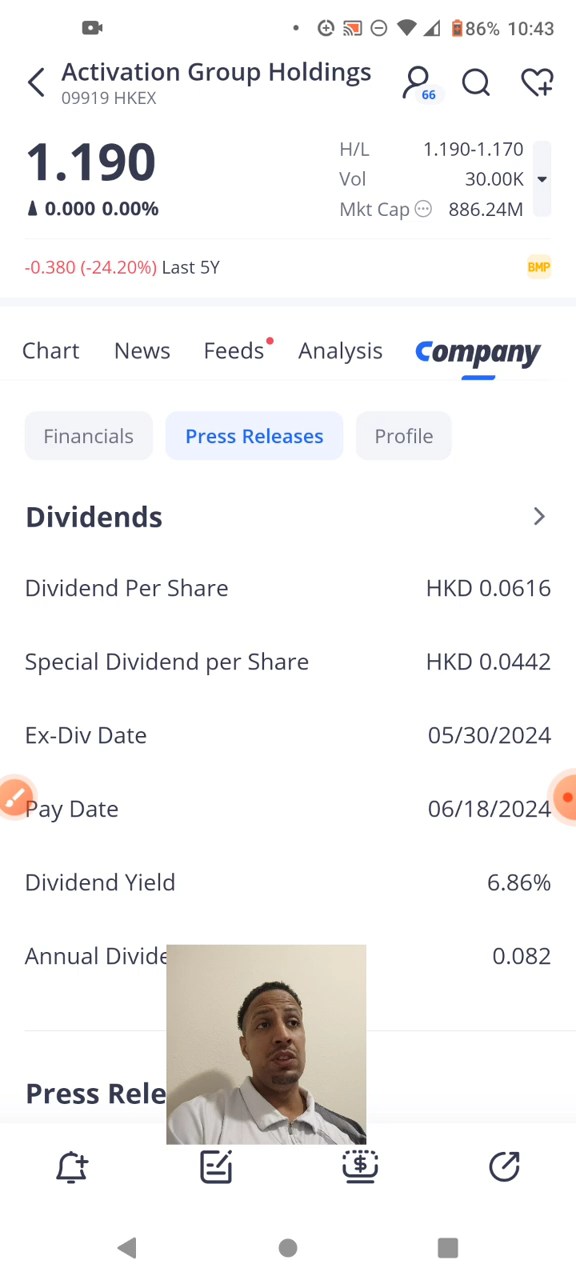 86% 10:43
Activation Group Holdings
09919 HKEX
66
1.190
0.000 0.00%
H/L 1.190-1.170
Vol 30.00K
Mkt Cap 886.24M
-0.380 (-24.20%) Last 5Y
BMP
Chart News Feeds Analysis Company
Financials Press Releases Profile
Dividends
Dividend Per Share HKD 0.0616
Special Dividend per Share HKD 0.0442
Ex-Div Date 05/30/2024
Pay Date 06/18/2024
Dividend Yield 6.86%
Annual Divide 0.082
Press Rele